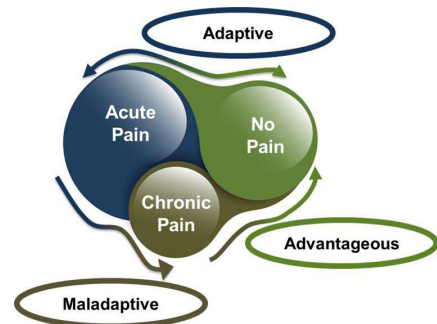 Adaptive
Acute
Pain
No
Pain
Chronic
Pain
Advantageous
Maladaptive